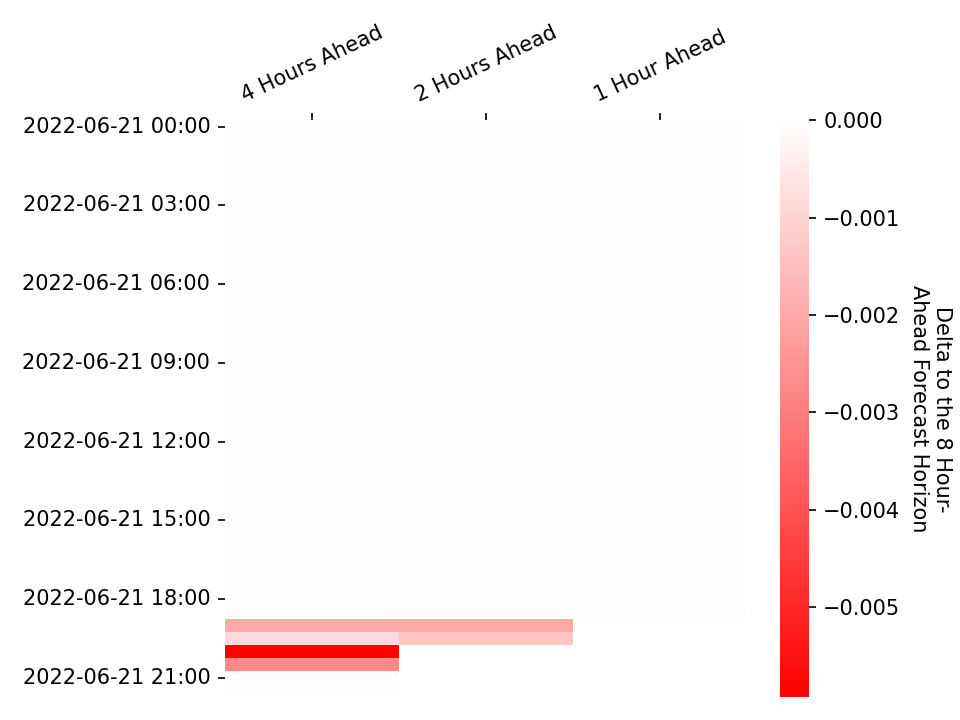 4 Hours Ahead
2 Hours Ahead
1 Hour Ahead
2022-06-21 00:00
2022-06-21 03:00
2022-06-21 06:00
2022-06-21 09:00
2022-06-21 12:00
2022-06-21 15:00
2022-06-21 18:00
2022-06-21 21:00
0.000
−0.001
−0.002
−0.003
−0.004
−0.005
Delta to the 8 Hour-
Ahead Forecast Horizon